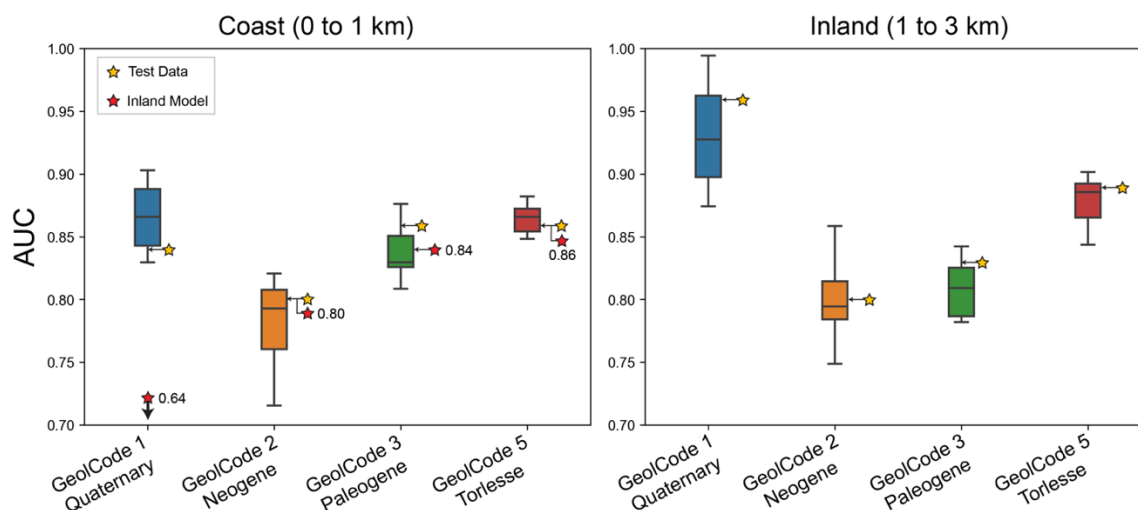 Coast (0 to 1 km)
Inland (1 to 3 km)
AUC
1.00
0.95
0.90
0.85
0.80
0.75
0.70
Test Data
Inland Model
0.64
0.80
0.84
0.86
GeolCode 1
Quaternary
GeolCode 2
Neogene
GeolCode 3
Paleogene
GeolCode 5
Torlesse
1.00
0.95
0.90
0.85
0.80
0.75
0.70
GeolCode 1
Quaternary
GeolCode 2
Neogene
GeolCode 3
Paleogene
GeolCode 5
Torlesse